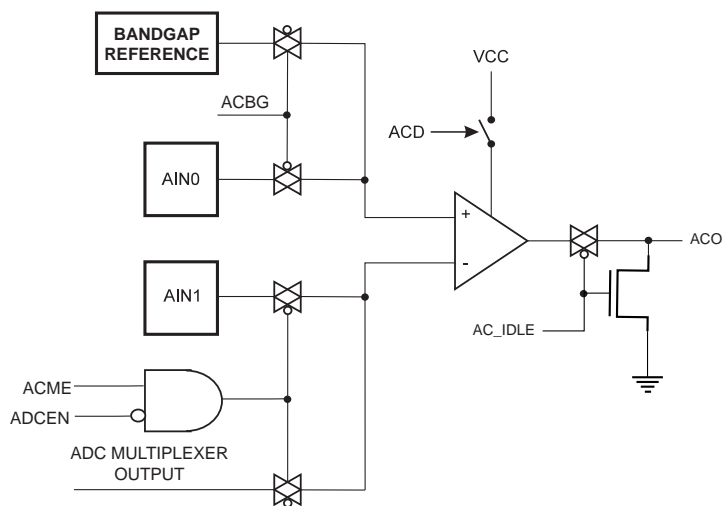 BANDGAP
REFERENCE
VCC
ACBG
ACD
AIN0
+
-
ACO
AIN1
AC_IDLE
ACME
ADCEN
ADC MULTIPLEXER
OUTPUT